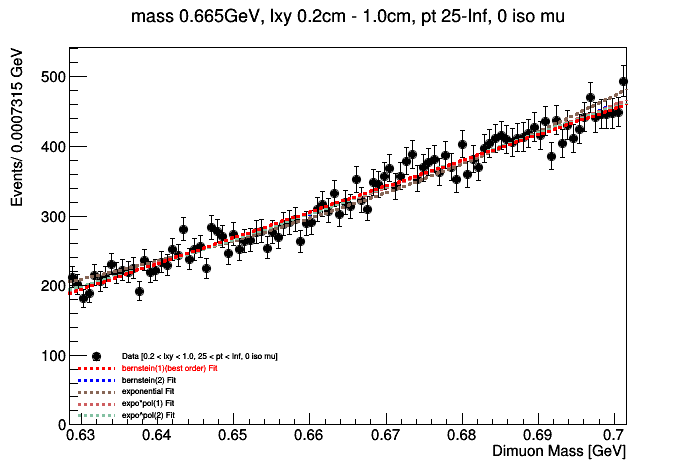 mass 0.665GeV, lxy 0.2cm - 1.0cm, pt 25-Inf, 0 iso mu
Events/ 0.0007315 GeV
500
400
300
200
100
0
Data [0.2 < lxy < 1.0, 25 < pt < Inf, 0 iso mu]
bernstein(1)(best order) Fit
bernstein(2) Fit
exponential Fit
expo*pol(1) Fit
expo*pol(2) Fit
0.63 0.64 0.65 0.66 0.67 0.68 0.69 0.7
Dimuon Mass [GeV]